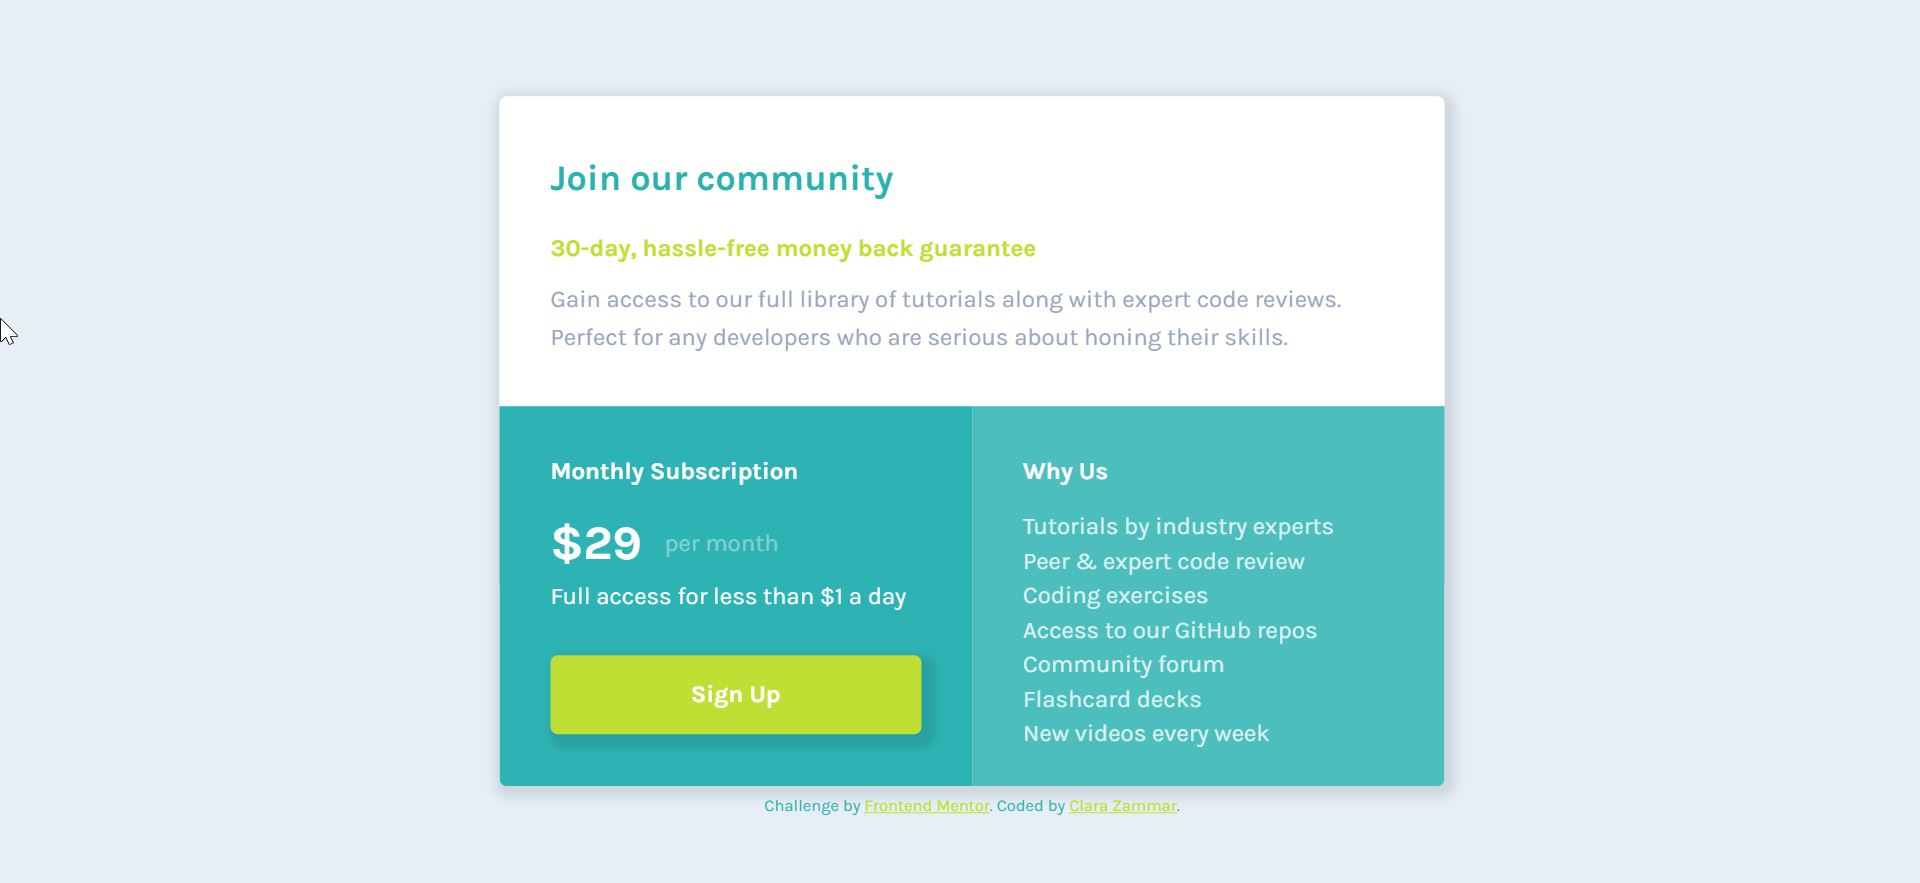 Join our community
30-day, hassle-free money back guarantee
Gain access to our full library of tutorials along with expert code reviews.
Perfect for any developers who are serious about honing their skills.
Monthly Subscription
$29 per month
Full access for less than $1 a day
Sign Up
Why Us
Tutorials by industry experts
Peer & expert code review
Coding exercises
Access to our GitHub repos
Community forum
Flashcard decks
New videos every week
Challenge by Frontend Mentor. Coded by Clara Zammar.